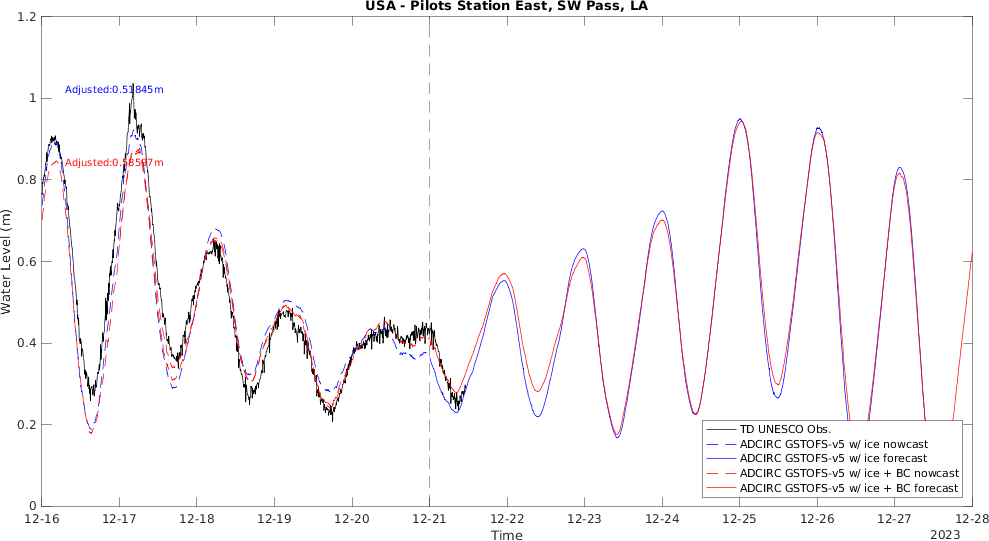 USA - Pilots Station East, SW Pass, LA
1.2
1
0.8
0.6
0.4
0.2
0
Water Level (m)
Adjusted:0.51845m
12-16
12-17
12-18
12-19
12-20
12-21
12-22
12-23
12-24
12-25
12-26
12-27
12-28
2023
Time
TD UNESCO Obs.
ADCIRC GSTOFS-v5 w/ ice nowcast
ADCIRC GSTOFS-v5 w/ ice forecast
ADCIRC GSTOFS-v5 w/ ice + BC nowcast
ADCIRC GSTOFS-v5 w/ ice + BC forecast